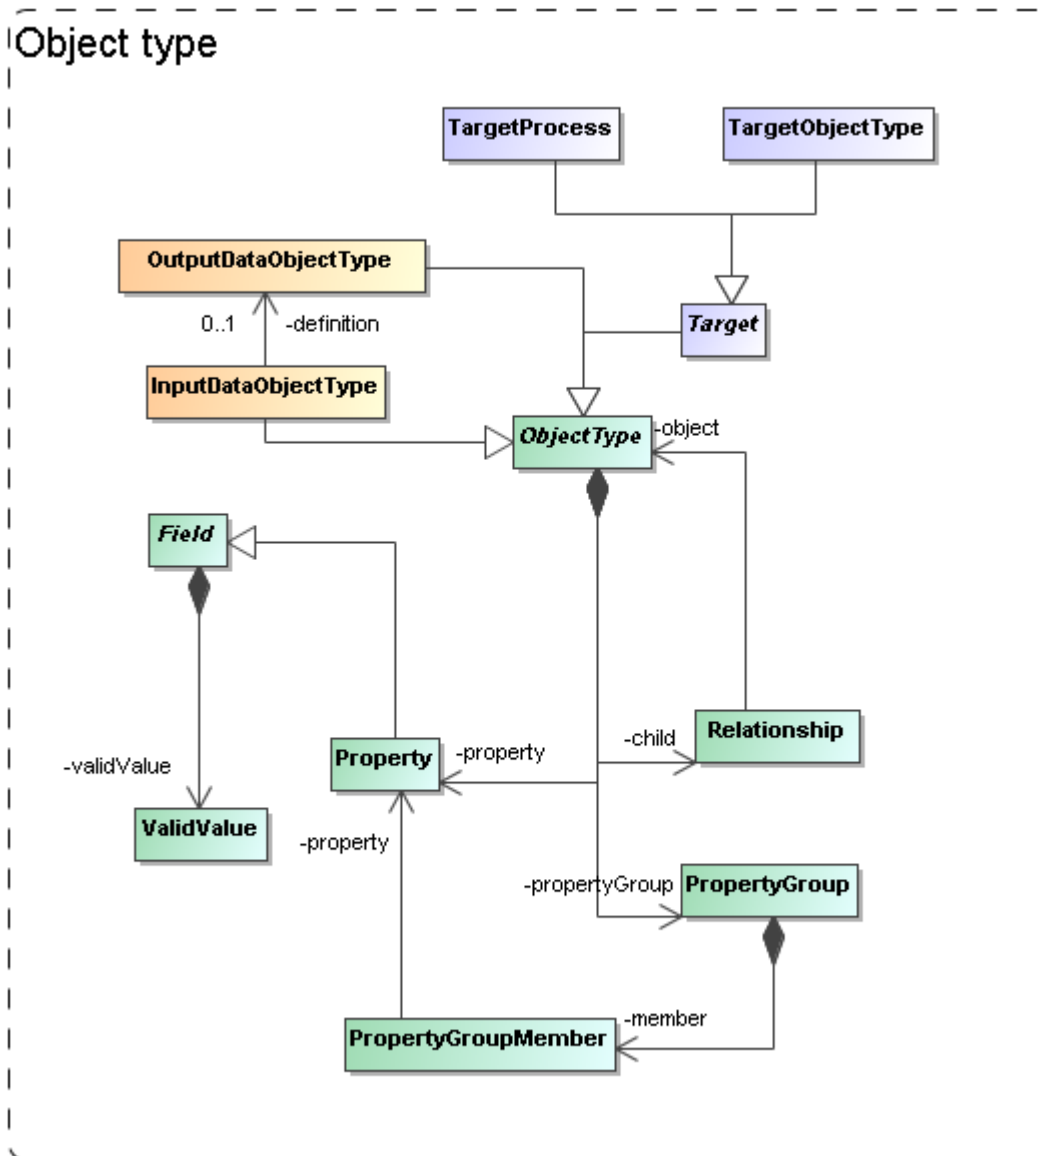 Object type
TargetProcess
TargetObjectType
OutputDataObjectType
0..1
-definition
Target
InputDataObjectType
ObjectType
-object
Field
Relationship
-child
Property
-property
-validValue
ValidValue
-property
-propertyGroup
PropertyGroup
-member
PropertyGroupMember